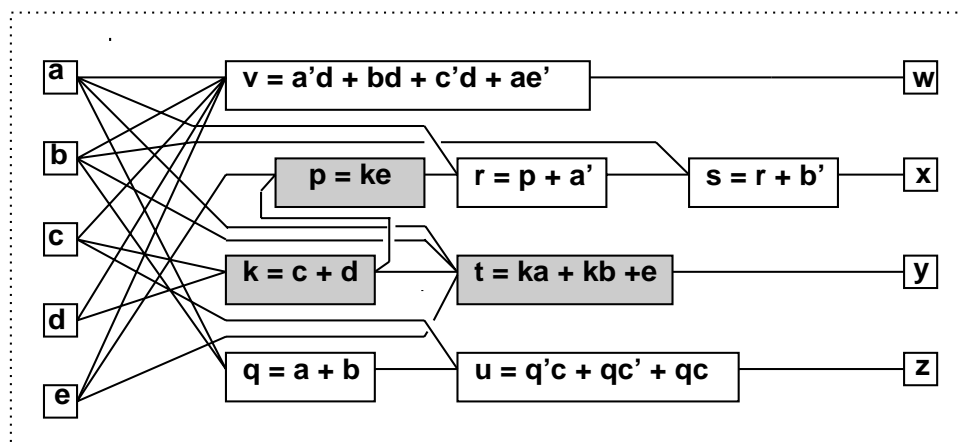 a
v = a’d + bd + c’d + ae’
w
b
p = ke
r = p + a’
s = r + b’
x
c
k = c + d
t = ka + kb +e
y
d
q = a + b
u = q’c + qc’ + qc
z
e